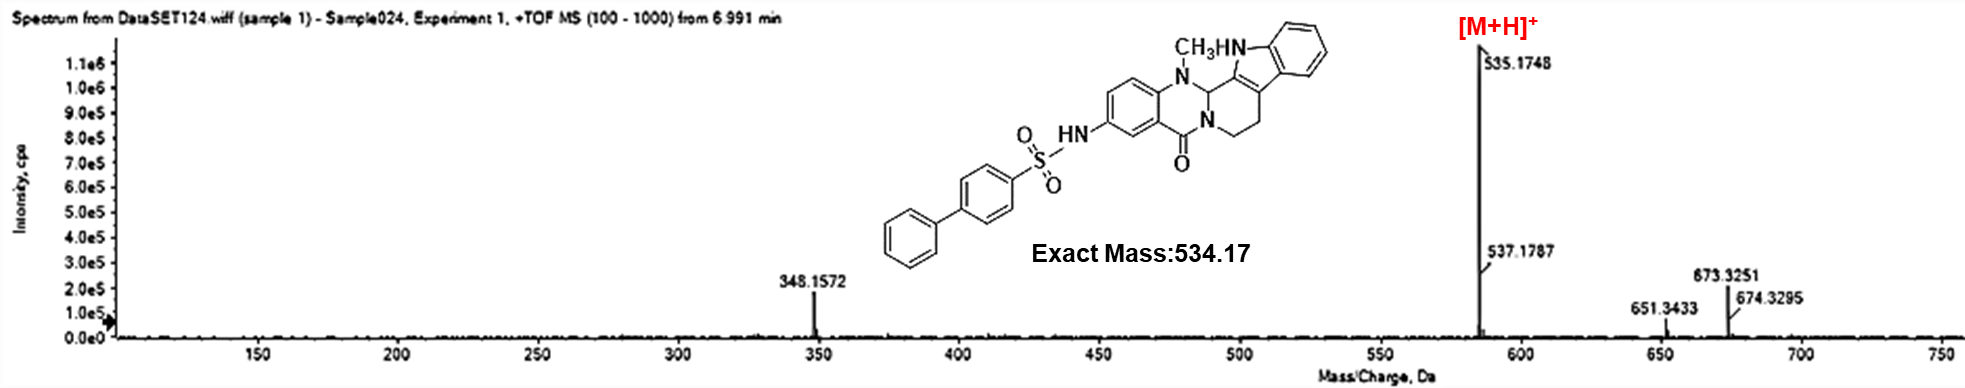 Spectrum from DataSET124.wiff (sample 1) - Sample024, Experiment 1, +TOF MS (100 - 1000) from 6.991 min
[M+H]+
535.1748
537.1787
CH3
HN
N
N
O
HN
O
S
O
Exact Mass:534.17
348.1572
673.3251
674.3295
651.3433
Intensity, cps
1.1e6
1.0e6
9.0e5
8.0e5
7.0e5
6.0e5
5.0e5
4.0e5
3.0e5
2.0e5
1.0e5
0.0e0
150 200 250 300 350 400 450 500 550 600 650 700 750
Mass/Charge, Da